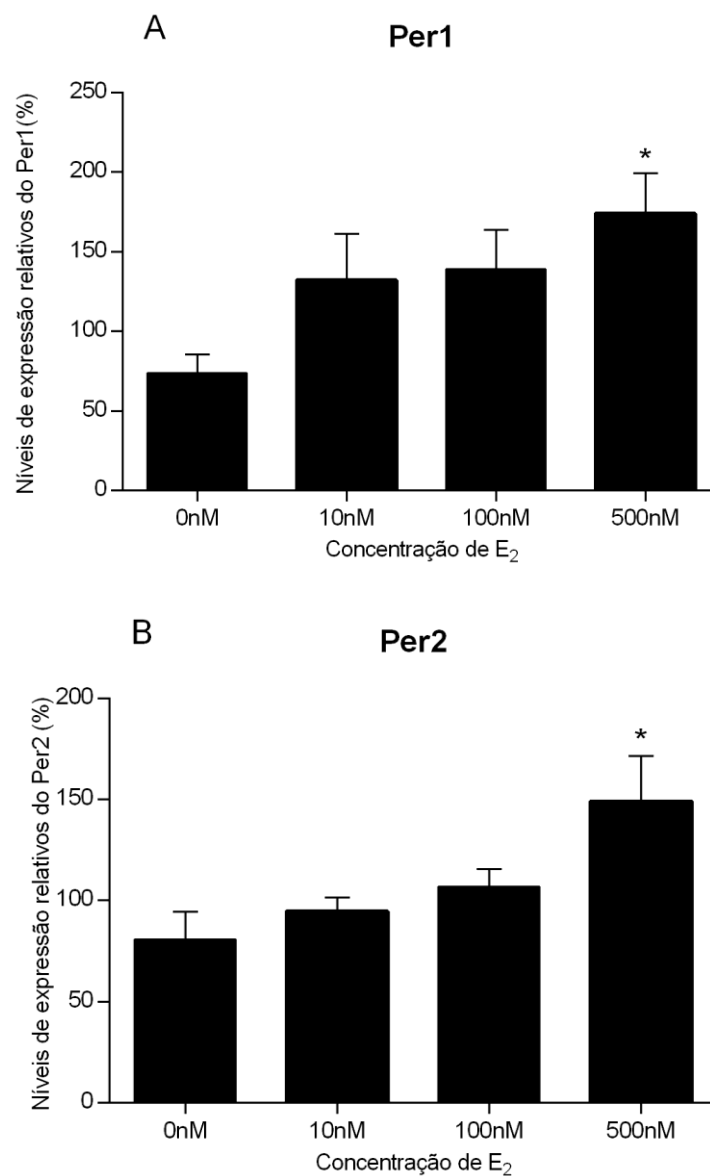 A
Per1
Níveis de expressão relativos do Per1(%)
250
200
150
100
50
0
*
0nM 10nM 100nM 500nM
Concentração de E2
B
Per2
Níveis de expressão relativos do Per2 (%)
200
150
100
50
0
*
0nM 10nM 100nM 500nM
Concentração de E2